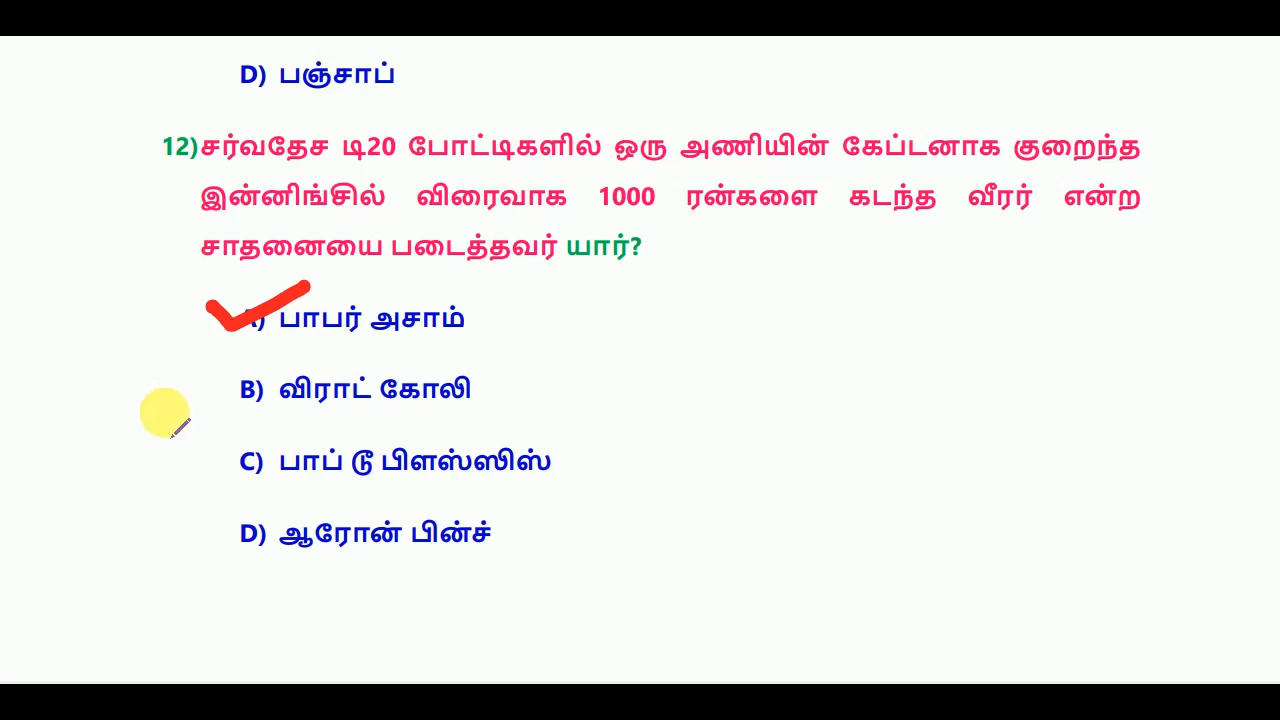 D) பஞ்சாப்
12)சர்வதேச டி20 போட்டிகளில் ஒரு அணியின் கேப்டனாக குறைந்த
இன்னிங்சில் விரைவாக 1000 ரன்களை கடந்த வீரர் என்ற
சாதனையை படைத்தவர் யார்?
A) பாபர் அசாம்
B) விராட் கோலி
C) பாப் டூ பிளஸ்ஸிஸ்
D) ஆரோன் பின்ச்